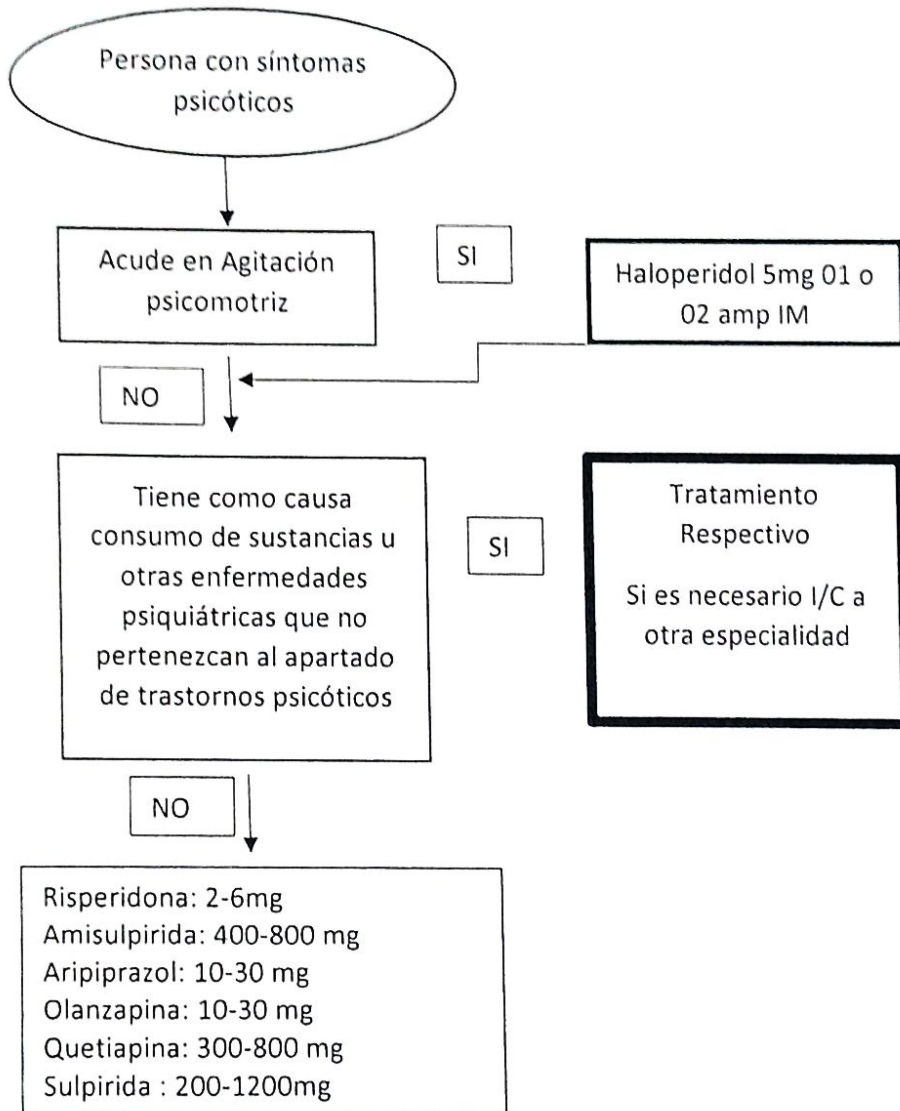 Persona con síntomas
psicóticos
Acude en Agitación
psicomotriz
SI
Haloperidol 5mg 01 o
02 amp IM
NO
Tiene como causa
consumo de sustancias u
otras enfermedades
psiquiátricas que no
pertenezcan al apartado
de trastornos psicóticos
SI
Tratamiento
Respectivo
Si es necesario I/C a
otra especialidad
NO
Risperidona: 2-6mg
Amisulpirida: 400-800 mg
Aripiprazol: 10-30 mg
Olanzapina: 10-30 mg
Quetiapina: 300-800 mg
Sulpirida : 200-1200mg